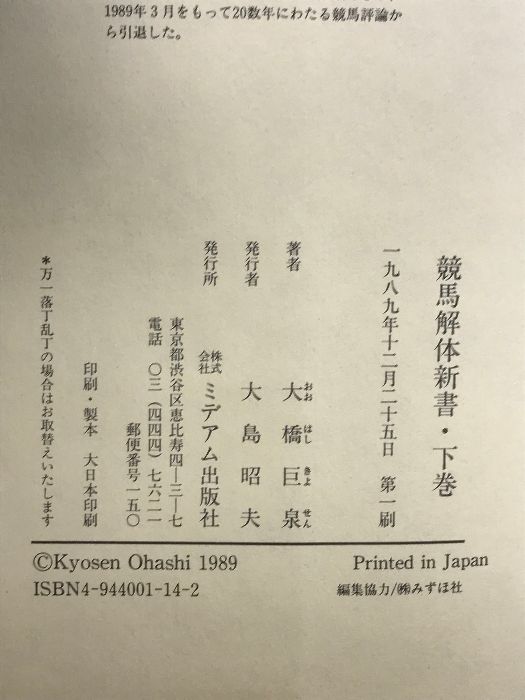 1989年3月をもって20数年にわたる競馬評論か
ら引退した。
競馬解体新書・下巻
一九八九年十二月二十五日　第一刷
著者　大橋巨泉
おお はし きよ せん
発行者　大島昭夫
発行所　株式会社ミデアム出版社
東京都渋谷区恵比寿四―三―七
電話　〇三（四四四）七六二一
郵便番号一五〇
印刷・製本　大日本印刷
＊万一落丁乱丁の場合はお取替えいたします
©Kyosen Ohashi 1989
Printed in Japan
ISBN4-944001-14-2
編集協力/㈱みずほ社